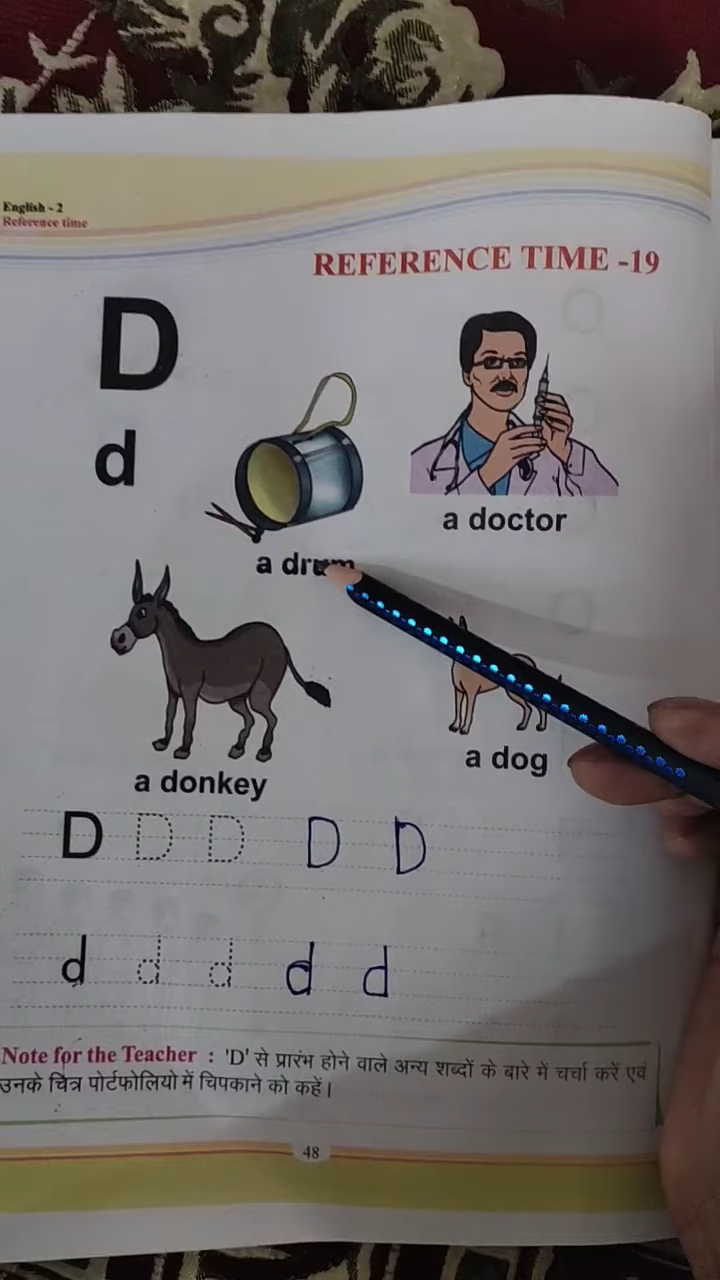 English - 2
Reference time
REFERENCE TIME -19
D
d
a doctor
a drum
a donkey
a dog
D D D D D
d d d d d
Note for the Teacher : 'D' से प्रारंभ होने वाले अन्य शब्दों के बारे में चर्चा करें एवं
उनके चित्र पोर्टफोलियो में चिपकाने को कहें।
48